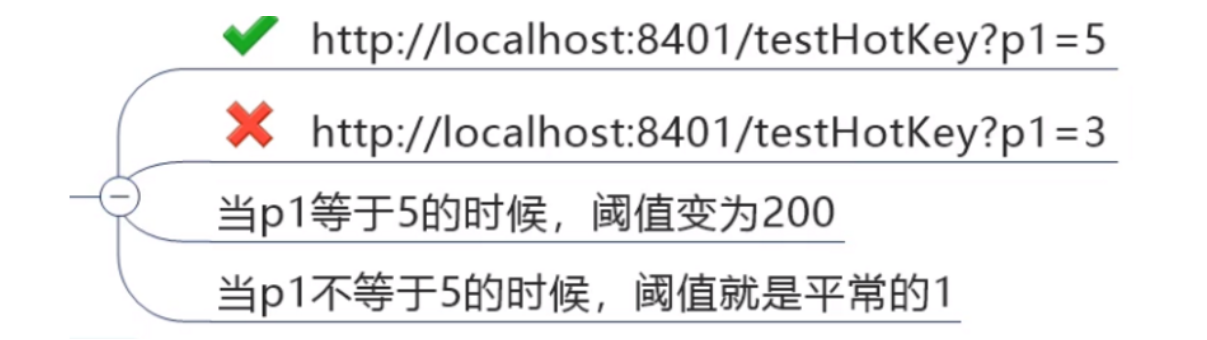 http://localhost:8401/testHotKey?p1=5
http://localhost:8401/testHotKey?p1=3
当p1等于5的时候，阈值变为200
当p1不等于5的时候，阈值就是平常的1